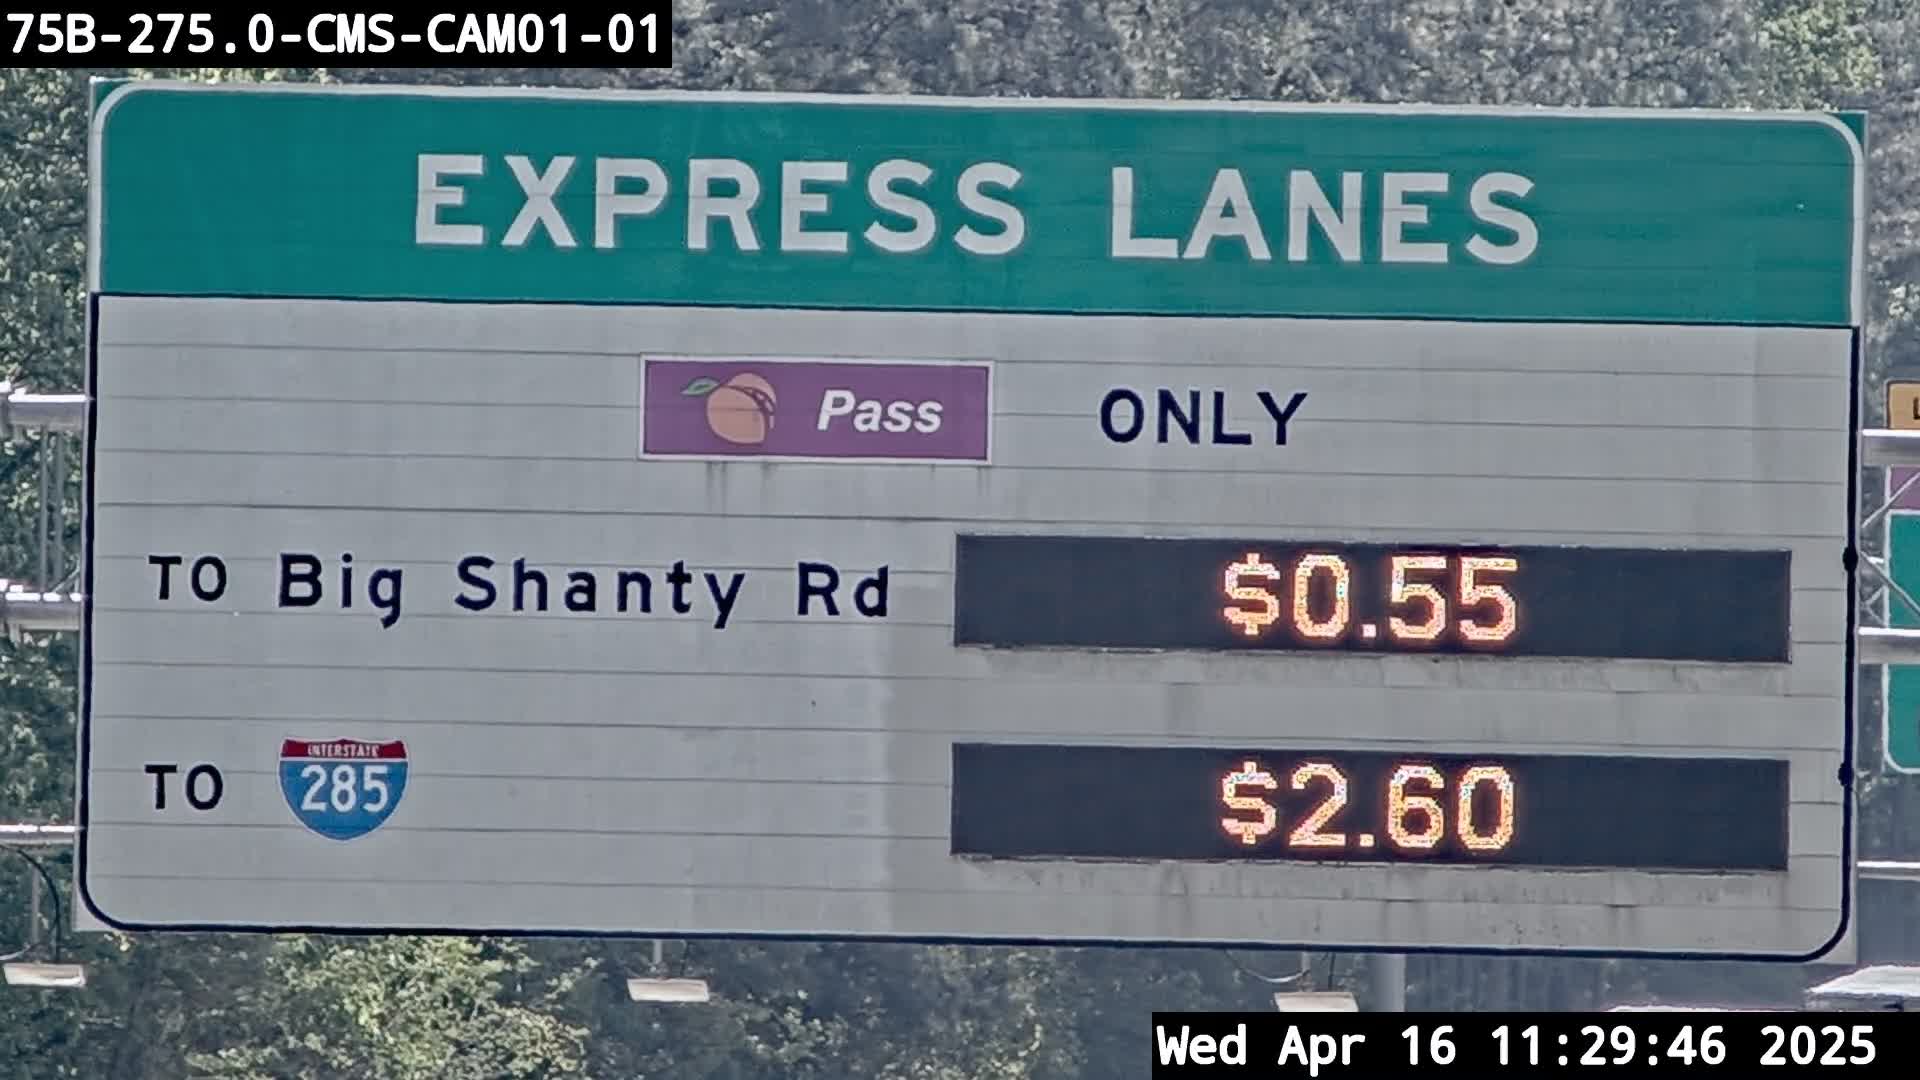 75B-275.0-CMS-CAM01-01
EXPRESS LANES
Pass ONLY
TO Big Shanty Rd $0.55
TO INTERSTATE 285 $2.60
Wed Apr 16 11:29:46 2025